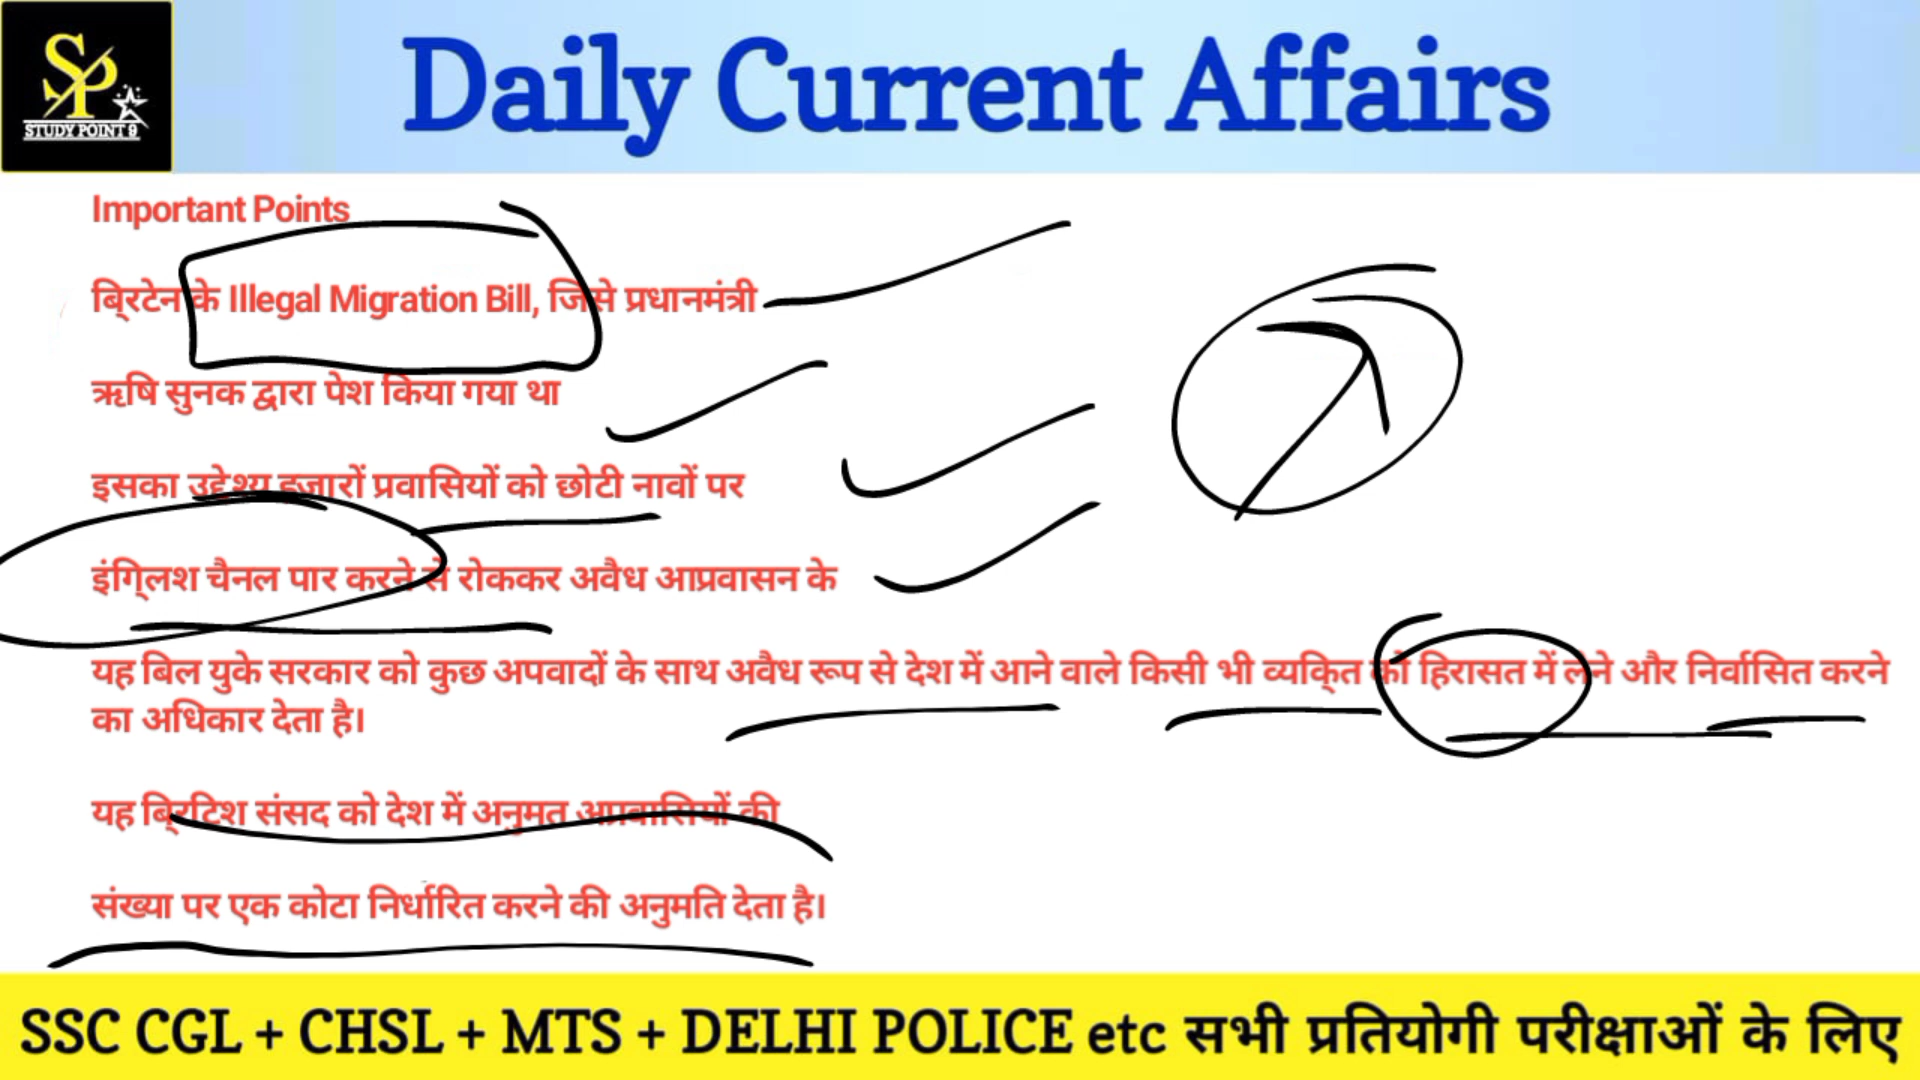 SP
STUDY POINT 9
Daily Current Affairs
Important Points
ब्रिटेन के Illegal Migration Bill, जिसे प्रधानमंत्री
ऋषि सुनक द्वारा पेश किया गया था
इसका उद्देश्य हजारों प्रवासियों को छोटी नावों पर
इंग्लिश चैनल पार करने से रोककर अवैध आप्रवासन के
यह बिल युके सरकार को कुछ अपवादों के साथ अवैध रूप से देश में आने वाले किसी भी व्यक्ति को हिरासत में लेने और निर्वासित करने
का अधिकार देता है।
यह ब्रिटिश संसद को देश में अनुमत अप्रवासियों की
संख्या पर एक कोटा निर्धारित करने की अनुमति देता है।
SSC CGL + CHSL + MTS + DELHI POLICE etc सभी प्रतियोगी परीक्षाओं के लिए